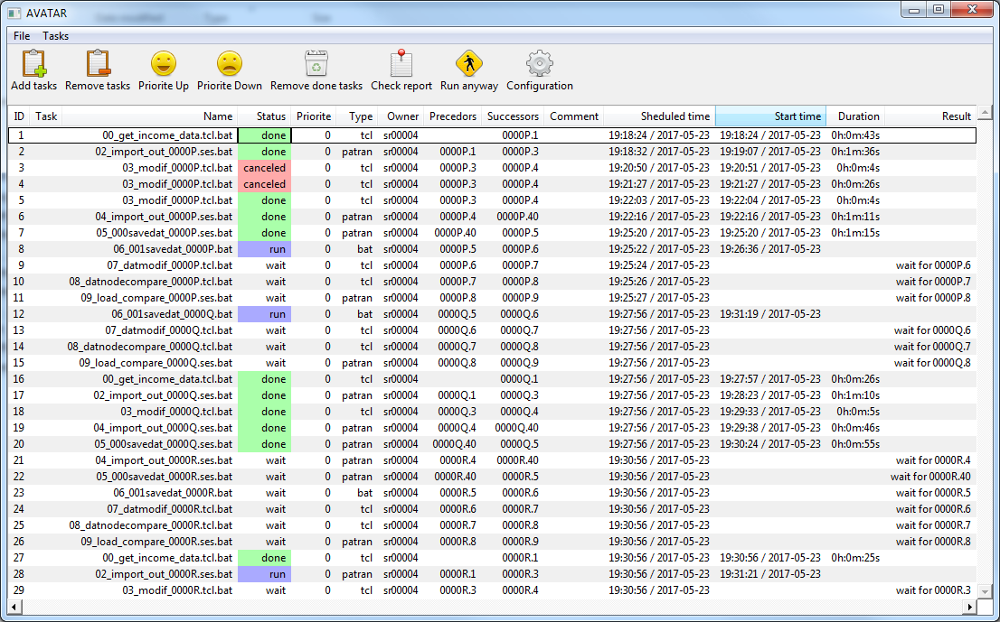 AVATAR
File Tasks
Add tasks Remove tasks Priorite Up Priorite Down Remove done tasks Check report Run anyway Configuration
ID Task Name Status Priorite Type Owner Precedors Successors Comment Sheduled time Start time Duration Result
1 00_get_income_data.tcl.bat done 0 tcl sr00004 0000P.1 19:18:24 / 2017-05-23 19:18:24 / 2017-05-23 0h:0m:43s
2 02_import_out_0000P.ses.bat done 0 patran sr00004 0000P.1 0000P.3 19:18:32 / 2017-05-23 19:19:07 / 2017-05-23 0h:1m:36s
3 03_modif_0000P.tcl.bat canceled 0 tcl sr00004 0000P.3 0000P.4 19:20:50 / 2017-05-23 19:20:51 / 2017-05-23 0h:0m:4s
4 03_modif_0000P.tcl.bat canceled 0 tcl sr00004 0000P.3 0000P.4 19:21:27 / 2017-05-23 19:21:27 / 2017-05-23 0h:0m:26s
5 03_modif_0000P.tcl.bat done 0 tcl sr00004 0000P.3 0000P.4 19:22:03 / 2017-05-23 19:22:04 / 2017-05-23 0h:0m:4s
6 04_import_out_0000P.ses.bat done 0 patran sr00004 0000P.4 0000P.40 19:22:16 / 2017-05-23 19:22:16 / 2017-05-23 0h:1m:11s
7 05_000savedat_0000P.ses.bat done 0 patran sr00004 0000P.40 0000P.5 19:25:20 / 2017-05-23 19:25:20 / 2017-05-23 0h:1m:15s
8 06_001savedat_0000P.bat run 0 bat sr00004 0000P.5 0000P.6 19:25:22 / 2017-05-23 19:26:36 / 2017-05-23
9 07_datmodif_0000P.tcl.bat wait 0 tcl sr00004 0000P.6 0000P.7 19:25:24 / 2017-05-23 wait for 0000P.6
10 08_datnodecompare_0000P.tcl.bat wait 0 tcl sr00004 0000P.7 0000P.8 19:25:26 / 2017-05-23 wait for 0000P.7
11 09_load_compare_0000P.ses.bat wait 0 patran sr00004 0000P.8 0000P.9 19:25:27 / 2017-05-23 wait for 0000P.8
12 06_001savedat_0000Q.bat run 0 bat sr00004 0000Q.5 0000Q.6 19:27:56 / 2017-05-23 19:31:19 / 2017-05-23
13 07_datmodif_0000Q.tcl.bat wait 0 tcl sr00004 0000Q.6 0000Q.7 19:27:56 / 2017-05-23 wait for 0000Q.6
14 08_datnodecompare_0000Q.tcl.bat wait 0 tcl sr00004 0000Q.7 0000Q.8 19:27:56 / 2017-05-23 wait for 0000Q.7
15 09_load_compare_0000Q.ses.bat wait 0 patran sr00004 0000Q.8 0000Q.9 19:27:56 / 2017-05-23 wait for 0000Q.8
16 00_get_income_data.tcl.bat done 0 tcl sr00004 0000Q.1 19:27:56 / 2017-05-23 19:27:57 / 2017-05-23 0h:0m:26s
17 02_import_out_0000Q.ses.bat done 0 patran sr00004 0000Q.1 0000Q.3 19:27:56 / 2017-05-23 19:28:23 / 2017-05-23 0h:1m:10s
18 03_modif_0000Q.tcl.bat done 0 tcl sr00004 0000Q.3 0000Q.4 19:27:56 / 2017-05-23 19:29:33 / 2017-05-23 0h:0m:5s
19 04_import_out_0000Q.ses.bat done 0 patran sr00004 0000Q.4 0000Q.40 19:27:56 / 2017-05-23 19:29:38 / 2017-05-23 0h:0m:46s
20 05_000savedat_0000Q.ses.bat done 0 patran sr00004 0000Q.40 0000Q.5 19:27:56 / 2017-05-23 19:30:24 / 2017-05-23 0h:0m:55s
21 04_import_out_0000R.ses.bat wait 0 patran sr00004 0000R.4 0000R.40 19:30:56 / 2017-05-23 wait for 0000R.4
22 05_000savedat_0000R.ses.bat wait 0 patran sr00004 0000R.40 0000R.5 19:30:56 / 2017-05-23 wait for 0000R.40
23 06_001savedat_0000R.bat wait 0 bat sr00004 0000R.5 0000R.6 19:30:56 / 2017-05-23 wait for 0000R.5
24 07_datmodif_0000R.tcl.bat wait 0 tcl sr00004 0000R.6 0000R.7 19:30:56 / 2017-05-23 wait for 0000R.6
25 08_datnodecompare_0000R.tcl.bat wait 0 tcl sr00004 0000R.7 0000R.8 19:30:56 / 2017-05-23 wait for 0000R.7
26 09_load_compare_0000R.ses.bat wait 0 patran sr00004 0000R.8 0000R.9 19:30:56 / 2017-05-23 wait for 0000R.8
27 00_get_income_data.tcl.bat done 0 tcl sr00004 0000R.1 19:30:56 / 2017-05-23 19:30:56 / 2017-05-23 0h:0m:25s
28 02_import_out_0000R.ses.bat run 0 patran sr00004 0000R.1 0000R.3 19:30:56 / 2017-05-23 19:31:21 / 2017-05-23
29 03_modif_0000R.tcl.bat wait 0 tcl sr00004 0000R.3 0000R.4 19:30:56 / 2017-05-23 wait for 0000R.3